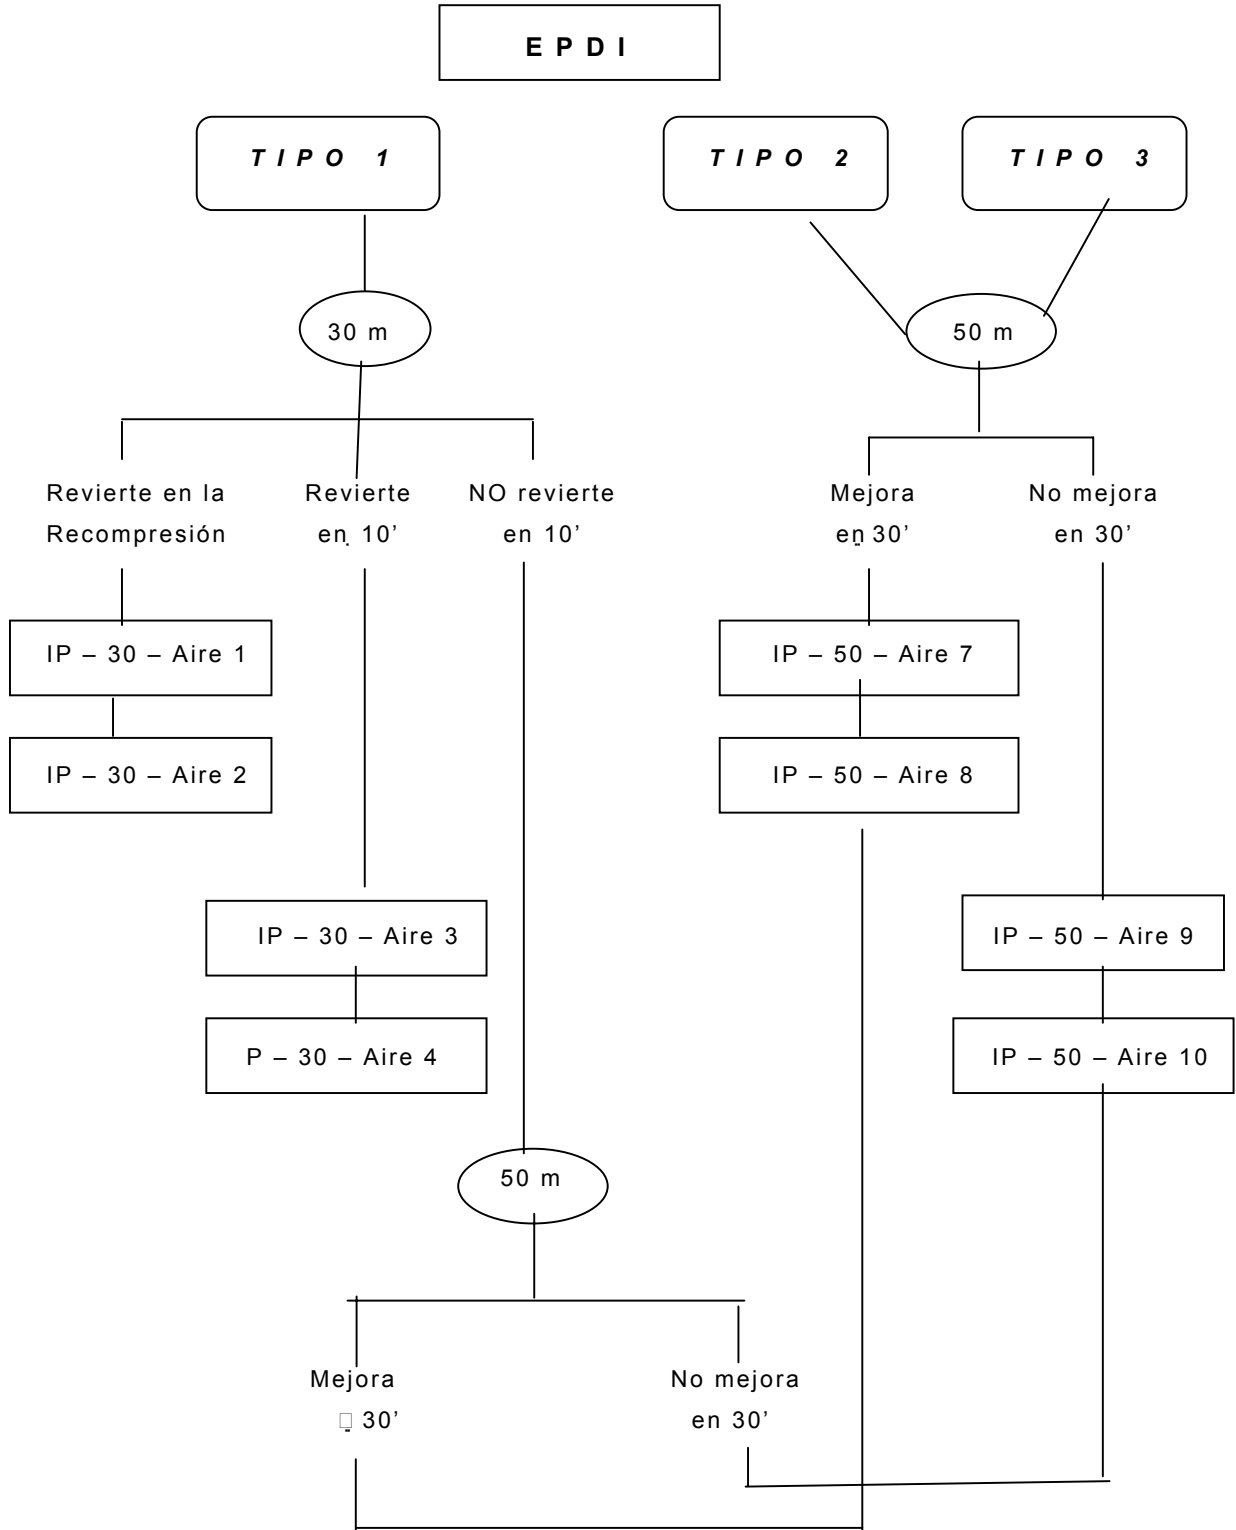 E P D I
TIPO 1
TIPO 2
TIPO 3
30 m
50 m
Revierte en la
Recompresión
Revierte
en 10’
NO revierte
en 10’
Mejora
en 30’
No mejora
en 30’
IP – 30 – Aire 1
IP – 30 – Aire 2
IP – 50 – Aire 7
IP – 50 – Aire 8
IP – 30 – Aire 3
P – 30 – Aire 4
IP – 50 – Aire 9
IP – 50 – Aire 10
50 m
Mejora
30’
No mejora
en 30’